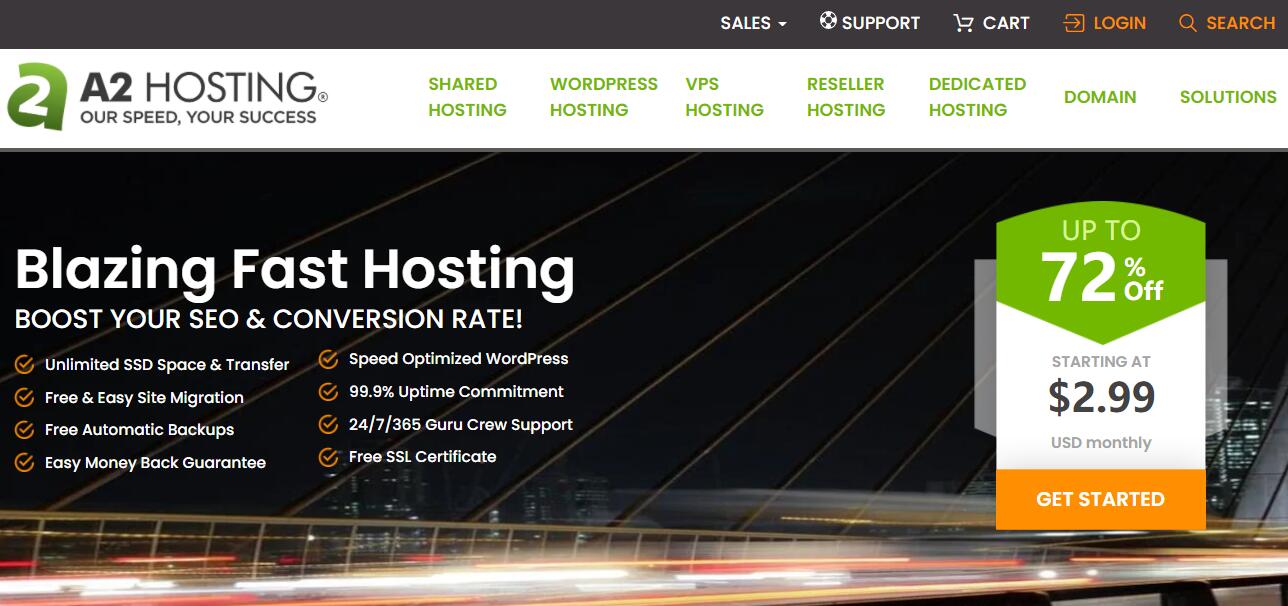 SALES SUPPORT CART LOGIN SEARCH
A2 HOSTING®
OUR SPEED, YOUR SUCCESS
SHARED
HOSTING
WORDPRESS
HOSTING
VPS
HOSTING
RESELLER
HOSTING
DEDICATED
HOSTING
DOMAIN
SOLUTIONS
Blazing Fast Hosting
BOOST YOUR SEO & CONVERSION RATE!
Unlimited SSD Space & Transfer
Free & Easy Site Migration
Free Automatic Backups
Easy Money Back Guarantee
Speed Optimized WordPress
99.9% Uptime Commitment
24/7/365 Guru Crew Support
Free SSL Certificate
UP TO
72% Off
STARTING AT
$2.99
USD monthly
GET STARTED